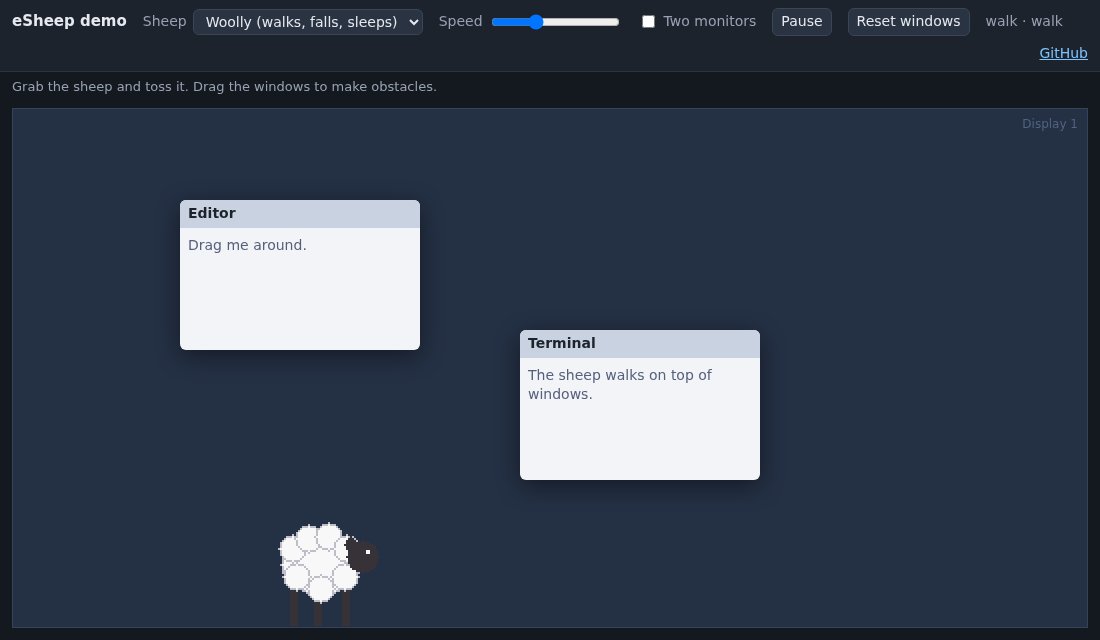 eSheep demo Sheep Woolly (walks, falls, sleeps) Speed Two monitors Pause Reset windows walk · walk
GitHub
Grab the sheep and toss it. Drag the windows to make obstacles.
Display 1
Editor
Drag me around.
Terminal
The sheep walks on top of
windows.